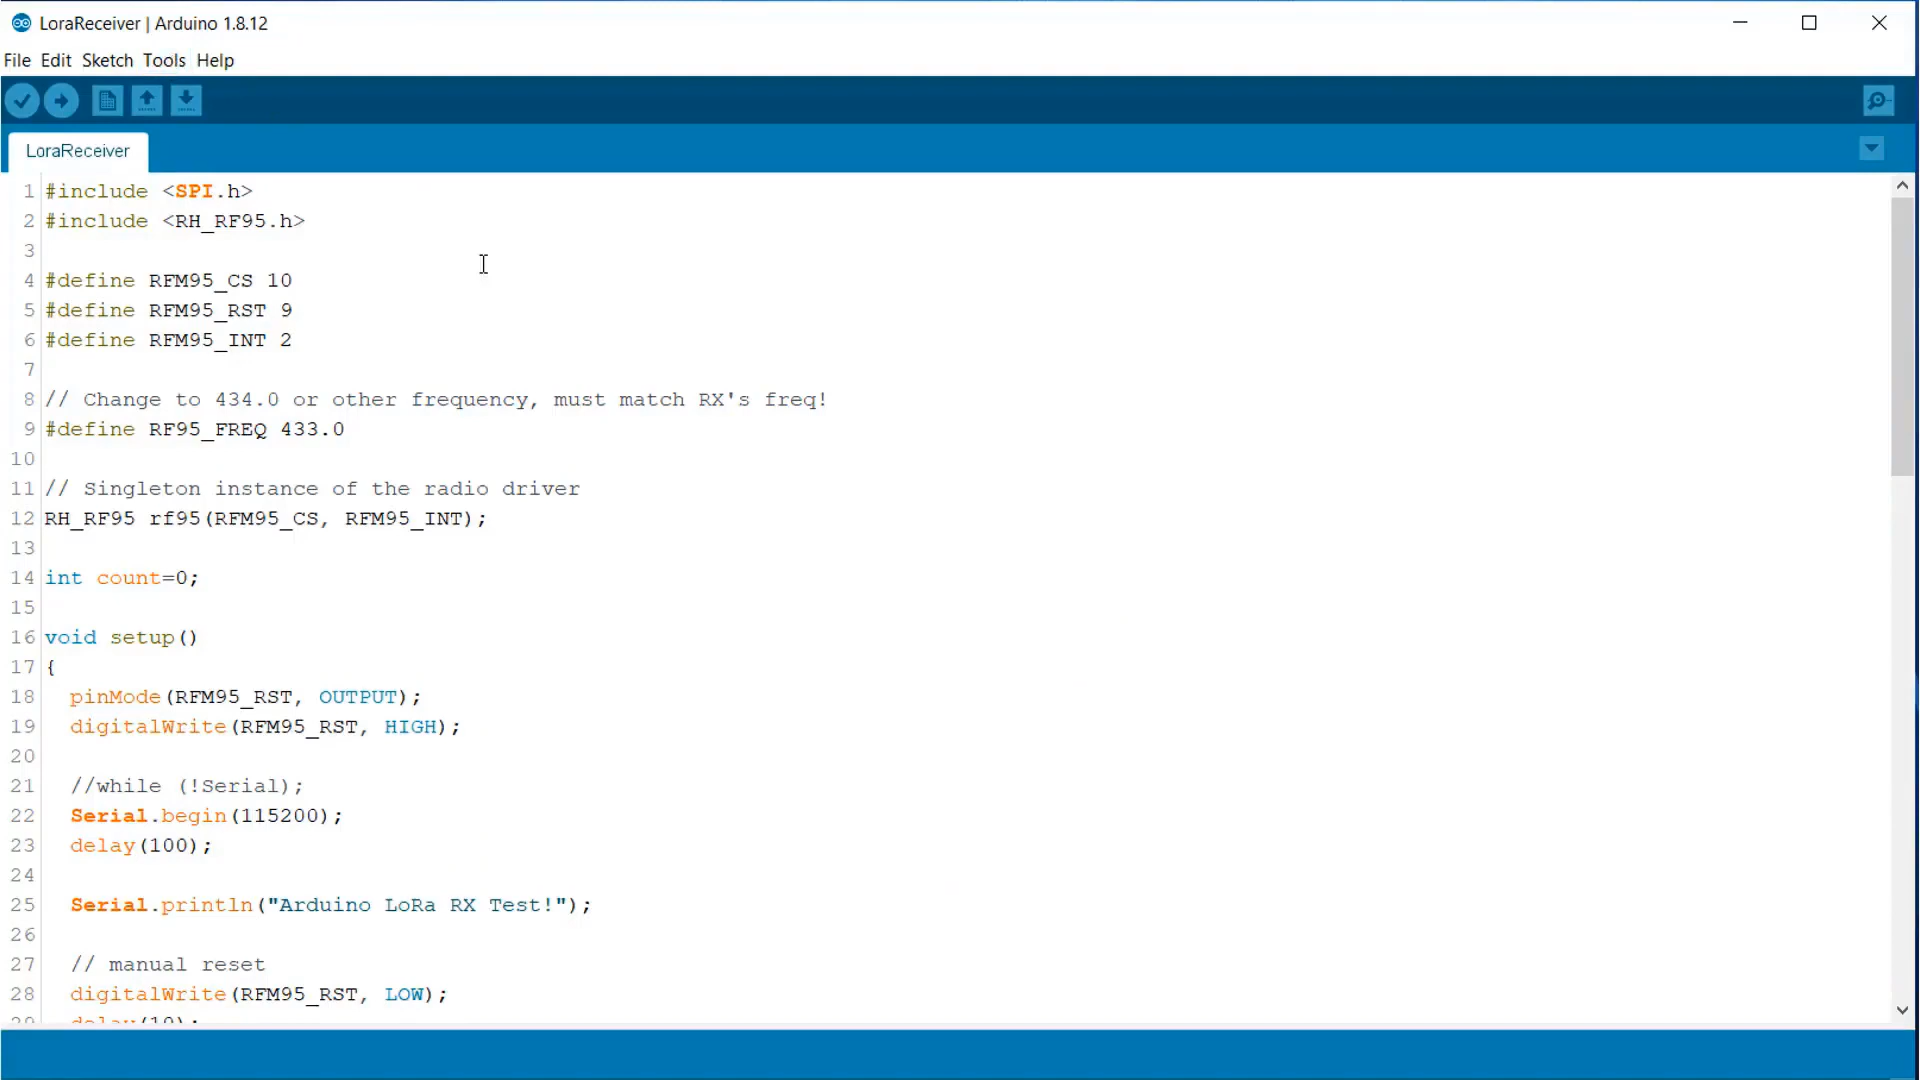 LoraReceiver | Arduino 1.8.12
File Edit Sketch Tools Help
LoraReceiver
1 #include <SPI.h>
2 #include <RH_RF95.h>
3
4 #define RFM95_CS 10
5 #define RFM95_RST 9
6 #define RFM95_INT 2
7
8 // Change to 434.0 or other frequency, must match RX's freq!
9 #define RF95_FREQ 433.0
10
11 // Singleton instance of the radio driver
12 RH_RF95 rf95(RFM95_CS, RFM95_INT);
13
14 int count=0;
15
16 void setup()
17 {
18   pinMode(RFM95_RST, OUTPUT);
19   digitalWrite(RFM95_RST, HIGH);
20
21   //while (!Serial);
22   Serial.begin(115200);
23   delay(100);
24
25   Serial.println("Arduino LoRa RX Test!");
26
27   // manual reset
28   digitalWrite(RFM95_RST, LOW);
29   delay(10);